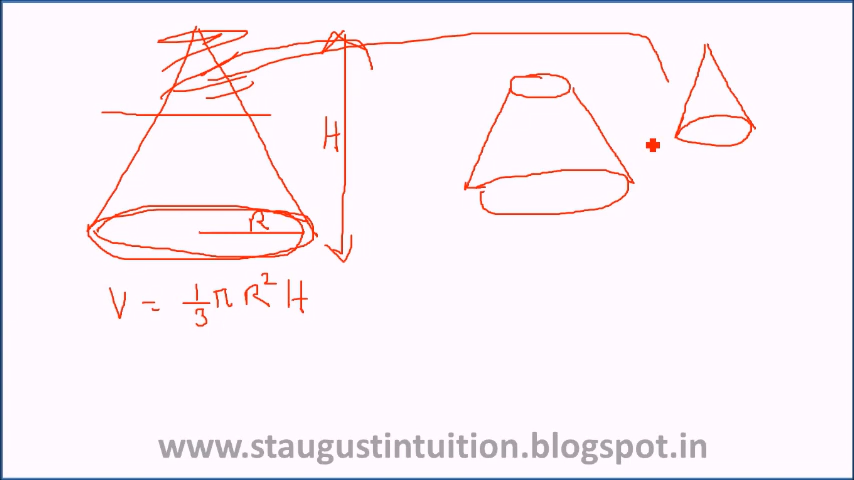 H
R
V = 1/3 π R² H
www.staugustintuition.blogspot.in